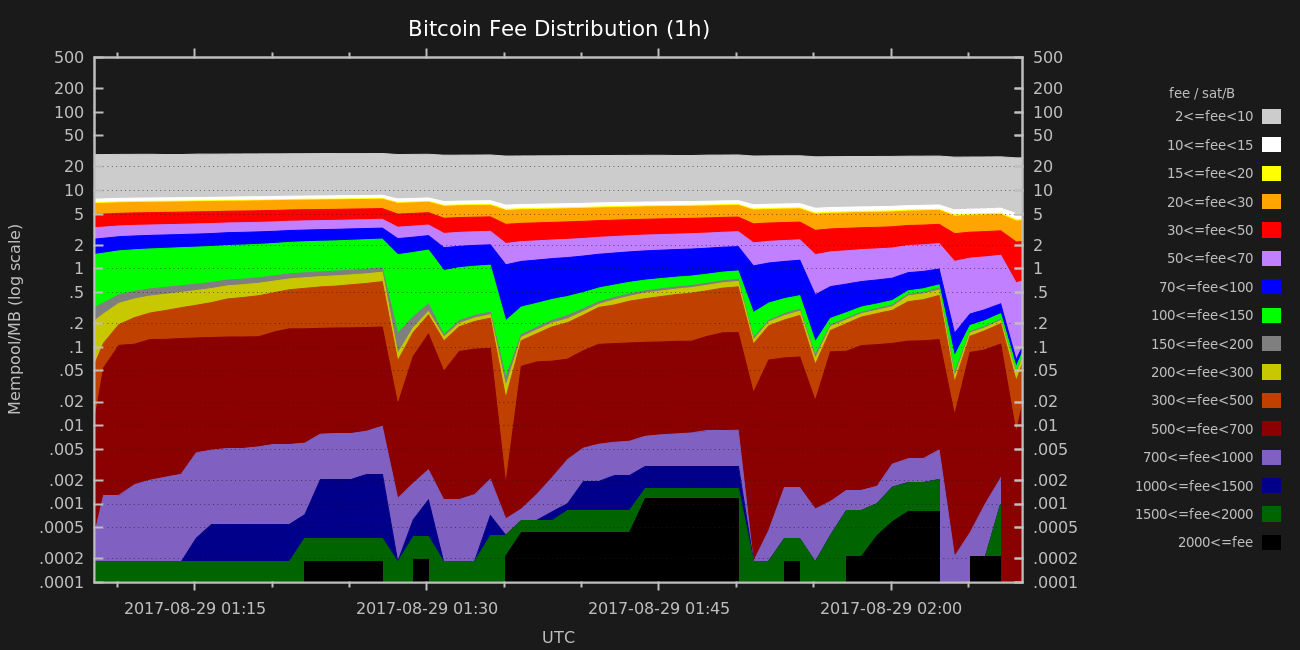 Bitcoin Fee Distribution (1h)
Mempool/MB (log scale)
500
200
100
50
20
10
5
2
1
.5
.2
.1
.05
.02
.01
.005
.002
.001
.0005
.0002
.0001
500
200
100
50
20
10
5
2
1
.5
.2
.1
.05
.02
.01
.005
.002
.001
.0005
.0002
.0001
2017-08-29 01:15
2017-08-29 01:30
2017-08-29 01:45
2017-08-29 02:00
UTC
fee / sat/B
2<=fee<10
10<=fee<15
15<=fee<20
20<=fee<30
30<=fee<50
50<=fee<70
70<=fee<100
100<=fee<150
150<=fee<200
200<=fee<300
300<=fee<500
500<=fee<700
700<=fee<1000
1000<=fee<1500
1500<=fee<2000
2000<=fee